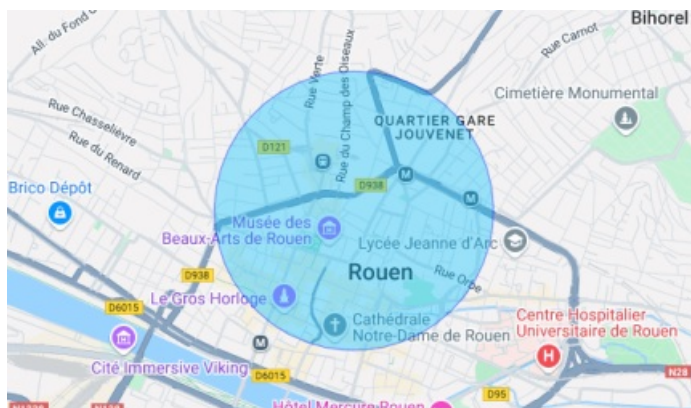 Bihorel
All. du Fond
Rue Verte
Rue du Champ des Oiseaux
Rue Carnot
Cimetière Monumental
Rue Chasselièvre
QUARTIER GARE
JOUVENET
D121
Rue du Renard
D938
M
M
Brico Dépôt
Musée des
Beaux-Arts de Rouen
Lycée Jeanne d'Arc
D938
Rouen
Rue Orbe
Le Gros Horloge
D6015
Cathédrale
Notre-Dame de Rouen
Centre Hospitalier
Universitaire de Rouen
M
H
Cité Immersive Viking
D6015
N28
D95
Hôtel Mercure Rouen